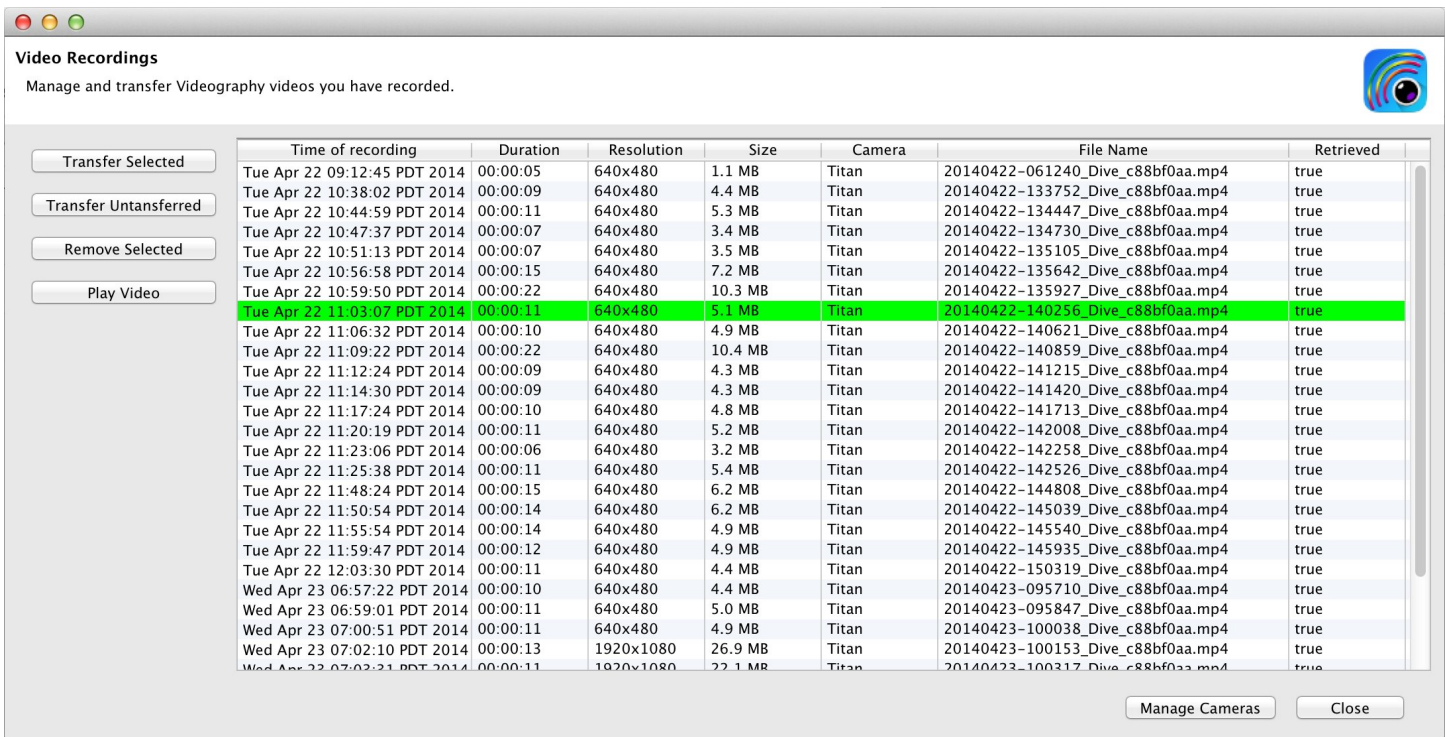 Video Recordings
Manage and transfer Videography videos you have recorded.
Transfer Selected
Transfer Untansferred
Remove Selected
Play Video
Time of recording Duration Resolution Size Camera File Name Retrieved
Tue Apr 22 09:12:45 PDT 2014 00:00:05 640x480 1.1 MB Titan 20140422-061240_Dive_c88bf0aa.mp4 true
Tue Apr 22 10:38:02 PDT 2014 00:00:09 640x480 4.4 MB Titan 20140422-133752_Dive_c88bf0aa.mp4 true
Tue Apr 22 10:44:59 PDT 2014 00:00:11 640x480 5.3 MB Titan 20140422-134447_Dive_c88bf0aa.mp4 true
Tue Apr 22 10:47:37 PDT 2014 00:00:07 640x480 3.4 MB Titan 20140422-134730_Dive_c88bf0aa.mp4 true
Tue Apr 22 10:51:13 PDT 2014 00:00:07 640x480 3.5 MB Titan 20140422-135105_Dive_c88bf0aa.mp4 true
Tue Apr 22 10:56:58 PDT 2014 00:00:15 640x480 7.2 MB Titan 20140422-135642_Dive_c88bf0aa.mp4 true
Tue Apr 22 10:59:50 PDT 2014 00:00:22 640x480 10.3 MB Titan 20140422-135927_Dive_c88bf0aa.mp4 true
Tue Apr 22 11:03:07 PDT 2014 00:00:11 640x480 5.1 MB Titan 20140422-140256_Dive_c88bf0aa.mp4 true
Tue Apr 22 11:06:32 PDT 2014 00:00:10 640x480 4.9 MB Titan 20140422-140621_Dive_c88bf0aa.mp4 true
Tue Apr 22 11:09:22 PDT 2014 00:00:22 640x480 10.4 MB Titan 20140422-140859_Dive_c88bf0aa.mp4 true
Tue Apr 22 11:12:24 PDT 2014 00:00:09 640x480 4.3 MB Titan 20140422-141215_Dive_c88bf0aa.mp4 true
Tue Apr 22 11:14:30 PDT 2014 00:00:09 640x480 4.3 MB Titan 20140422-141420_Dive_c88bf0aa.mp4 true
Tue Apr 22 11:17:24 PDT 2014 00:00:10 640x480 4.8 MB Titan 20140422-141713_Dive_c88bf0aa.mp4 true
Tue Apr 22 11:20:19 PDT 2014 00:00:11 640x480 5.2 MB Titan 20140422-142008_Dive_c88bf0aa.mp4 true
Tue Apr 22 11:23:06 PDT 2014 00:00:06 640x480 3.2 MB Titan 20140422-142258_Dive_c88bf0aa.mp4 true
Tue Apr 22 11:25:38 PDT 2014 00:00:11 640x480 5.4 MB Titan 20140422-142526_Dive_c88bf0aa.mp4 true
Tue Apr 22 11:48:24 PDT 2014 00:00:15 640x480 6.2 MB Titan 20140422-144808_Dive_c88bf0aa.mp4 true
Tue Apr 22 11:50:54 PDT 2014 00:00:14 640x480 6.2 MB Titan 20140422-145039_Dive_c88bf0aa.mp4 true
Tue Apr 22 11:55:54 PDT 2014 00:00:14 640x480 4.9 MB Titan 20140422-145540_Dive_c88bf0aa.mp4 true
Tue Apr 22 11:59:47 PDT 2014 00:00:12 640x480 4.9 MB Titan 20140422-145935_Dive_c88bf0aa.mp4 true
Tue Apr 22 12:03:30 PDT 2014 00:00:11 640x480 4.4 MB Titan 20140422-150319_Dive_c88bf0aa.mp4 true
Wed Apr 23 06:57:22 PDT 2014 00:00:10 640x480 4.4 MB Titan 20140423-095710_Dive_c88bf0aa.mp4 true
Wed Apr 23 06:59:01 PDT 2014 00:00:11 640x480 5.0 MB Titan 20140423-095847_Dive_c88bf0aa.mp4 true
Wed Apr 23 07:00:51 PDT 2014 00:00:11 640x480 4.9 MB Titan 20140423-100038_Dive_c88bf0aa.mp4 true
Wed Apr 23 07:02:10 PDT 2014 00:00:13 1920x1080 26.9 MB Titan 20140423-100153_Dive_c88bf0aa.mp4 true
Wed Apr 23 07:03:31 PDT 2014 00:00:11 1920x1080 22.1 MB Titan 20140423-100317_Dive_c88bf0aa.mp4 true
Manage Cameras
Close